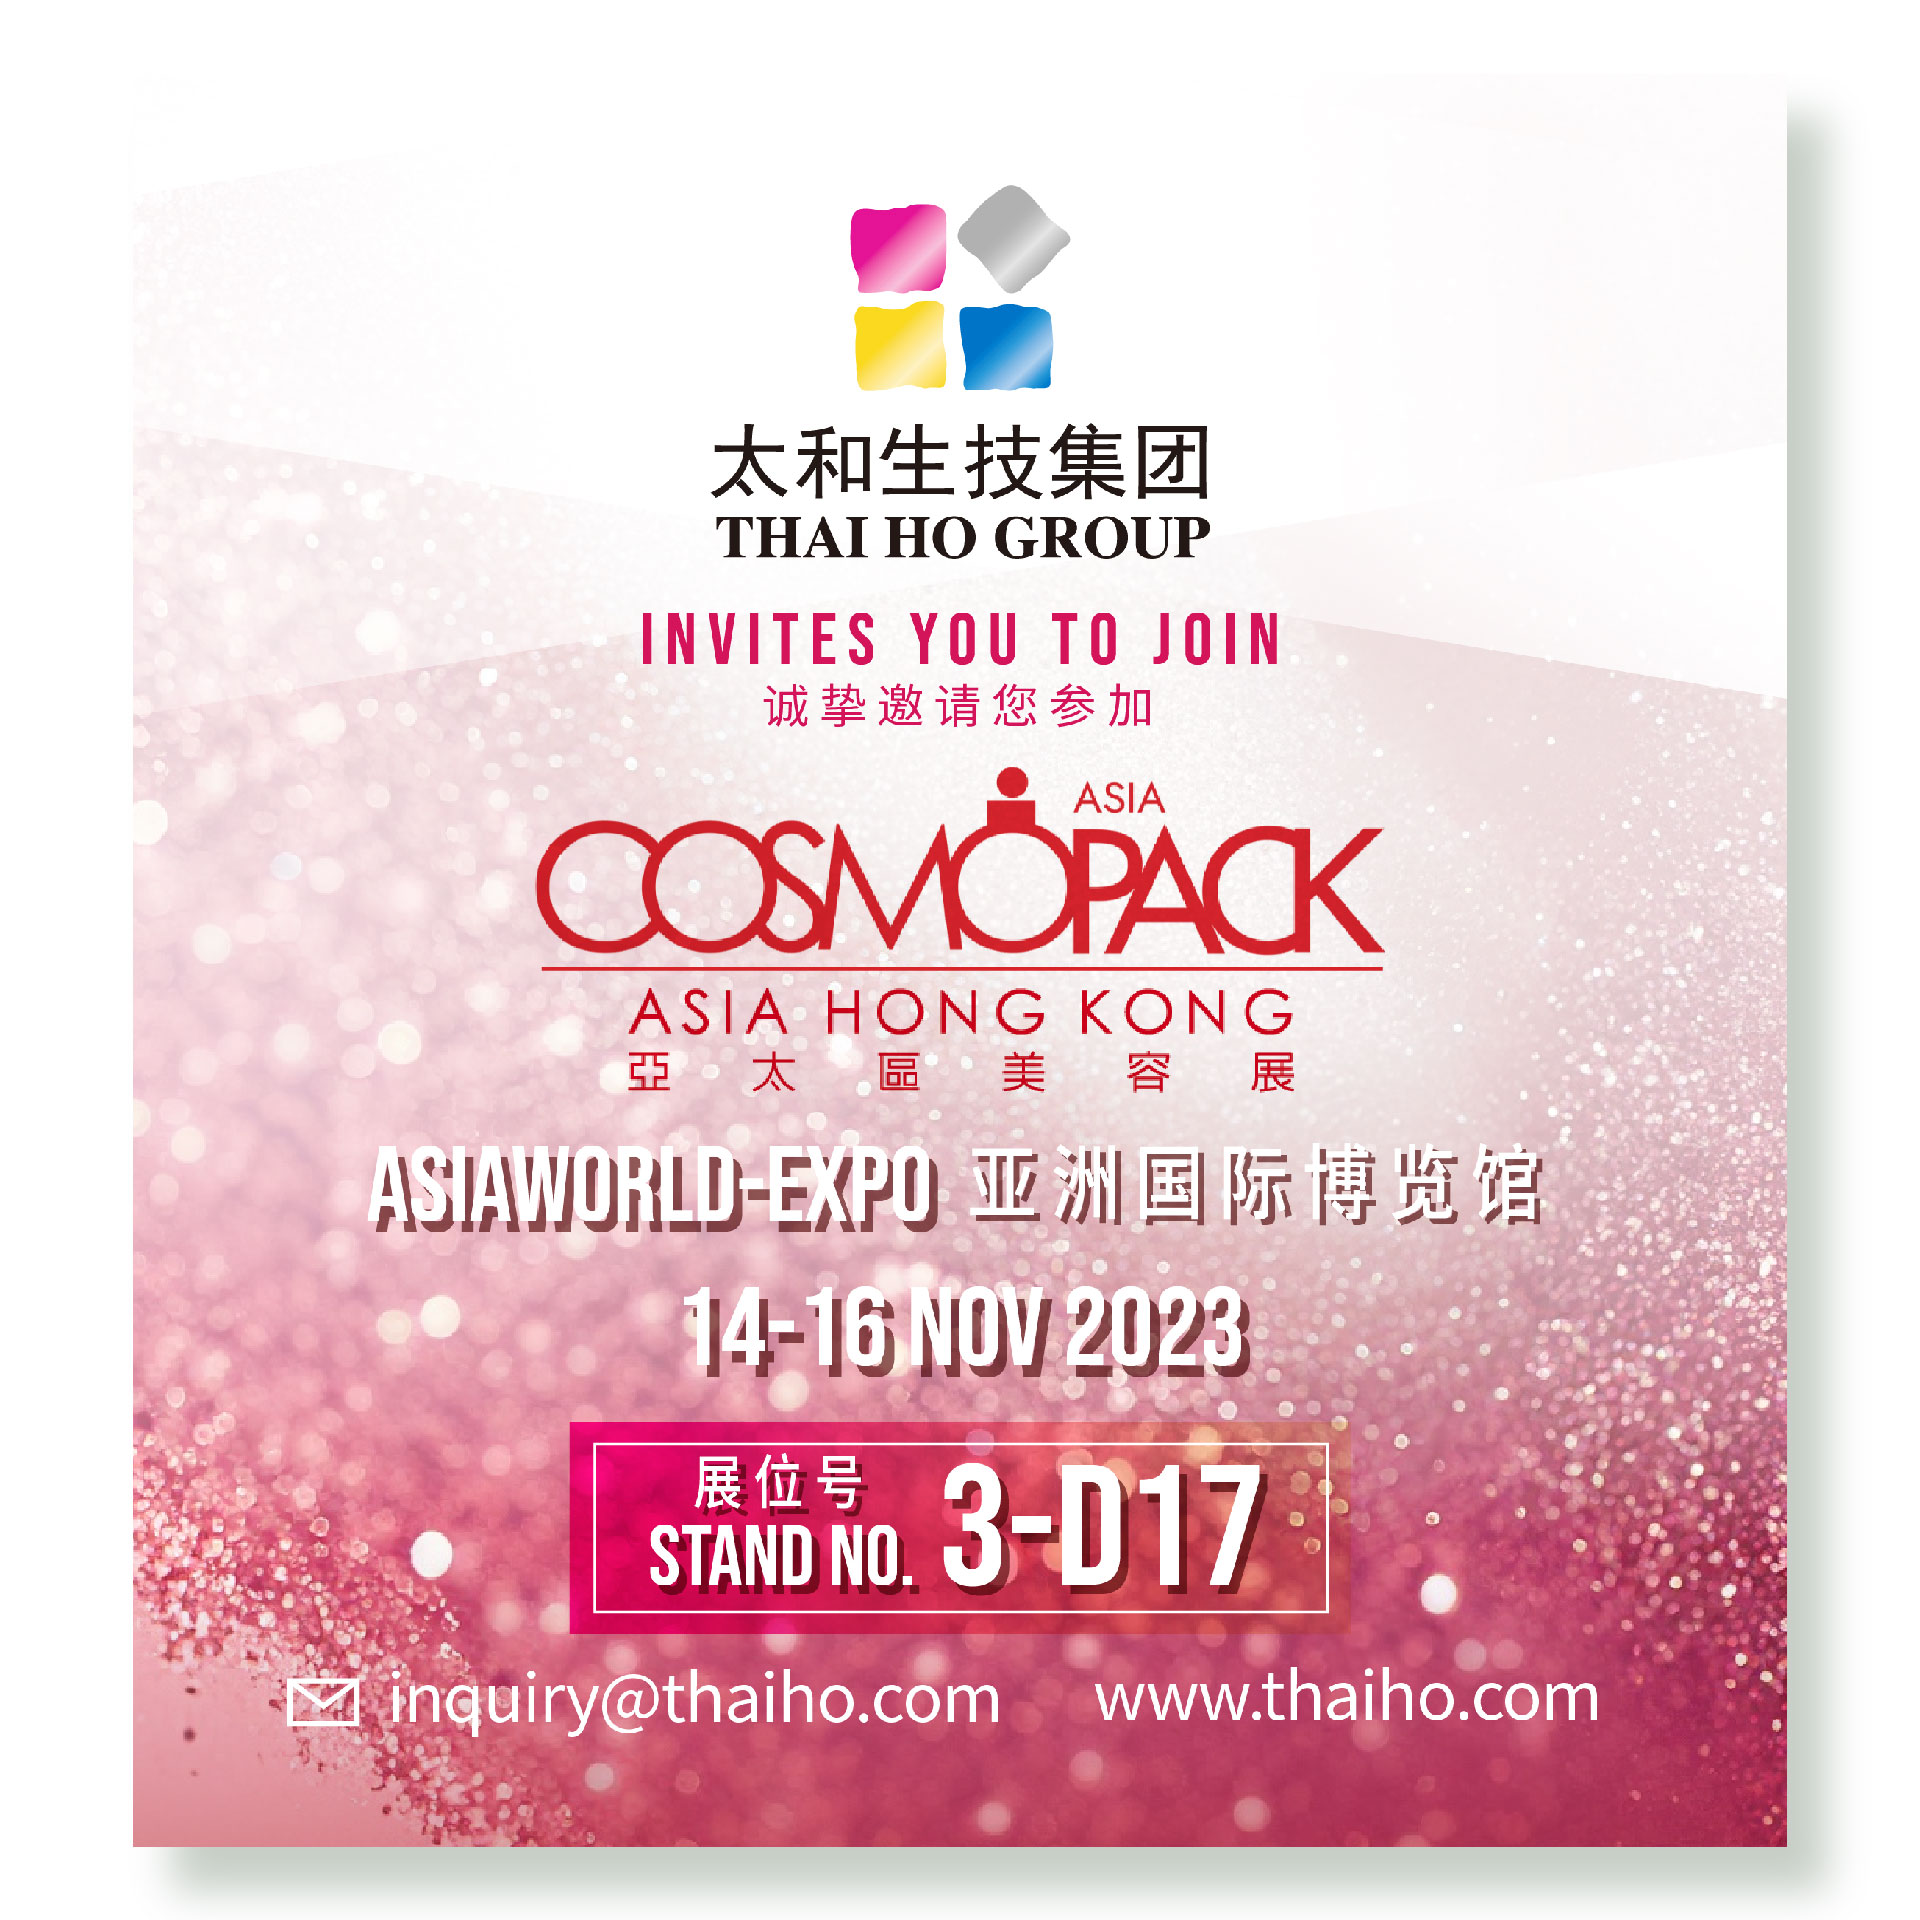 太和生技集团
THAI HO GROUP
INVITES YOU TO JOIN
诚挚邀请您参加
ASIA
COSMOPACK
ASIA HONG KONG
亞太區美容展
ASIAWORLD-EXPO 亚洲国际博览馆
14-16 NOV 2023
展位号
STAND NO. 3-D17
inquiry@thaiho.com www.thaiho.com